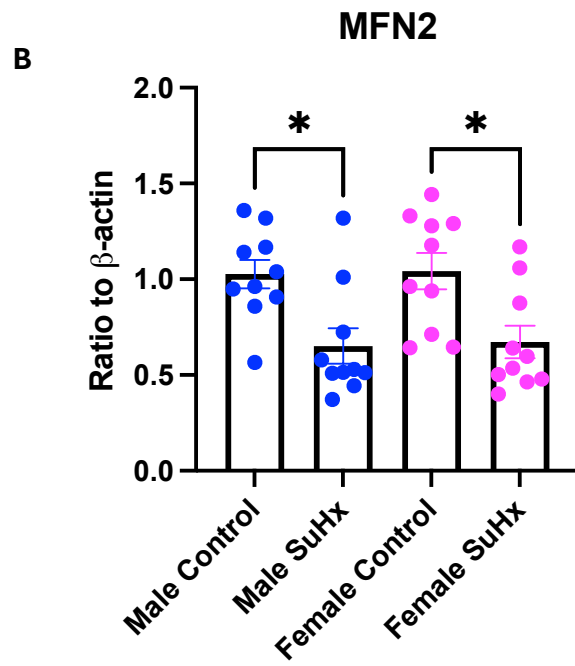 MFN2
B
Ratio to β-actin
2.0
1.5
1.0
0.5
0.0
* *
Male Control
Male SuHx
Female Control
Female SuHx